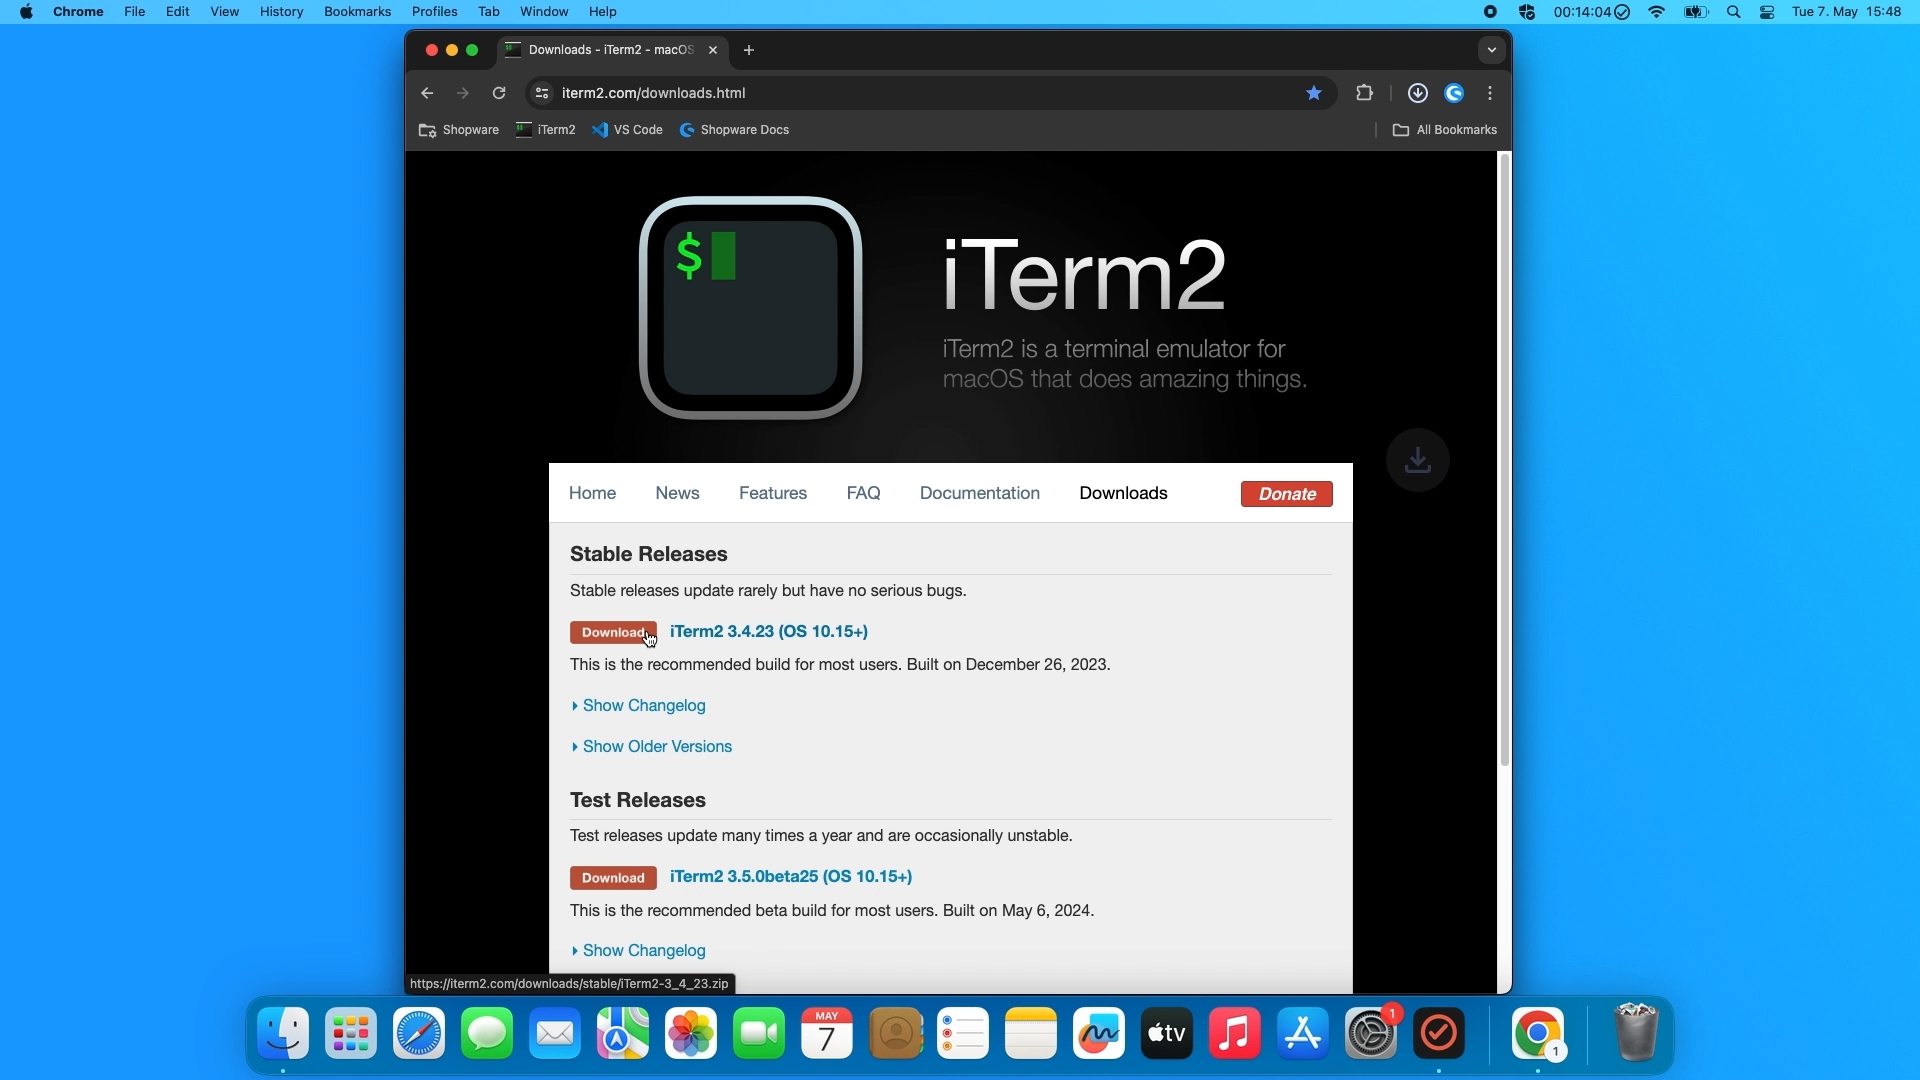 Chrome File Edit View History Bookmarks Profiles Tab Window Help 00:14:04 Tue 7. May 15:48
Downloads - iTerm2 - macOS
iterm2.com/downloads.html
Shopware iTerm2 VS Code Shopware Docs All Bookmarks
$
iTerm2
iTerm2 is a terminal emulator for
macOS that does amazing things.
Home News Features FAQ Documentation Downloads Donate
Stable Releases
Stable releases update rarely but have no serious bugs.
Download iTerm2 3.4.23 (OS 10.15+)
This is the recommended build for most users. Built on December 26, 2023.
Show Changelog
Show Older Versions
Test Releases
Test releases update many times a year and are occasionally unstable.
Download iTerm2 3.5.0beta25 (OS 10.15+)
This is the recommended beta build for most users. Built on May 6, 2024.
Show Changelog
https://iterm2.com/downloads/stable/iTerm2-3_4_23.zip
MAY
7
tv
1
1